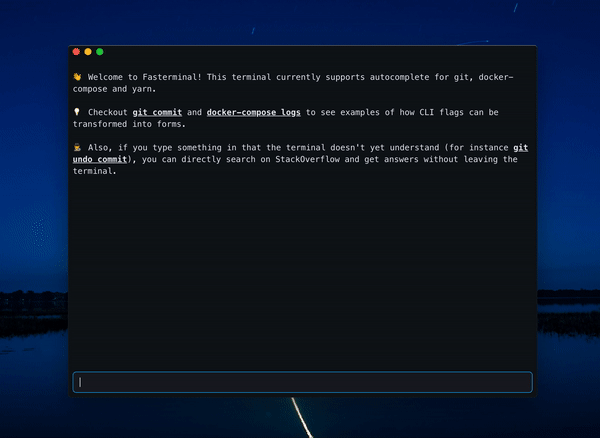 👋 Welcome to Fasterminal! This terminal currently supports autocomplete for git, docker-
compose and yarn.
💡 Checkout git commit and docker-compose logs to see examples of how CLI flags can be
transformed into forms.
🕵️ Also, if you type something in that the terminal doesn't yet understand (for instance git
undo commit), you can directly search on StackOverflow and get answers without leaving the
terminal.